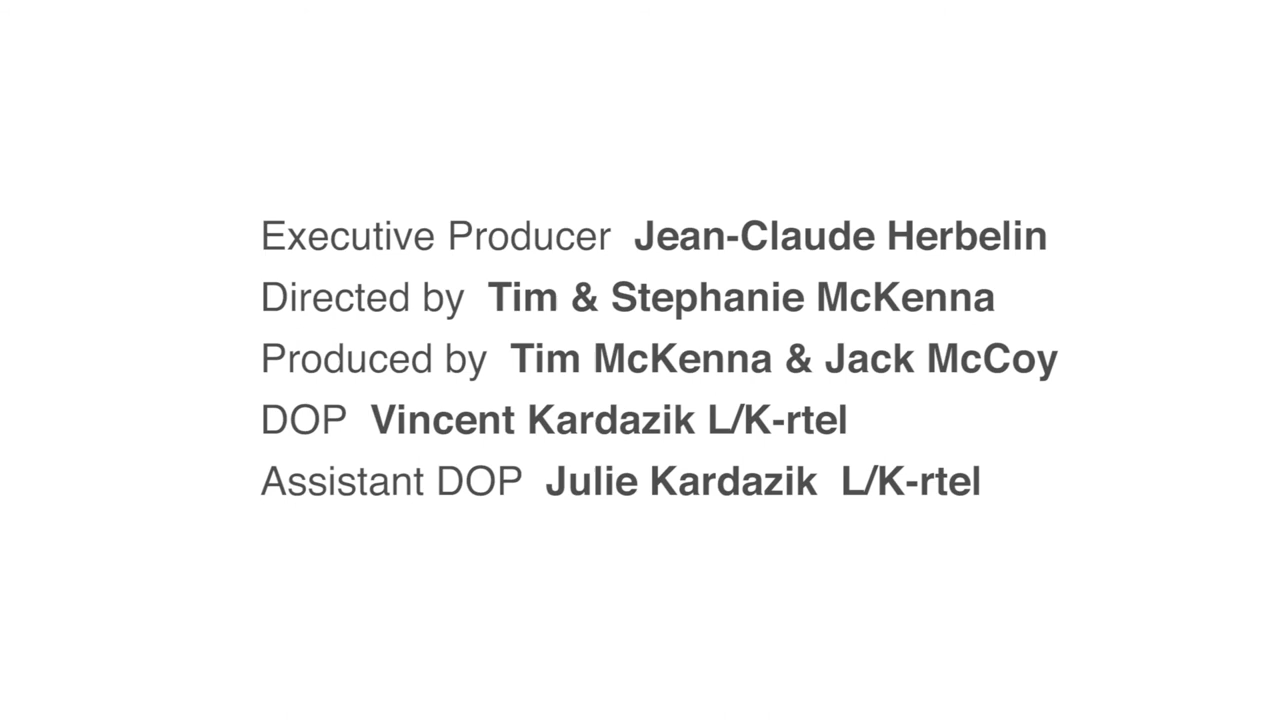 Executive Producer Jean-Claude Herbelin
Directed by Tim & Stephanie McKenna
Produced by Tim McKenna & Jack McCoy
DOP Vincent Kardazik L/K-rtel
Assistant DOP Julie Kardazik L/K-rtel